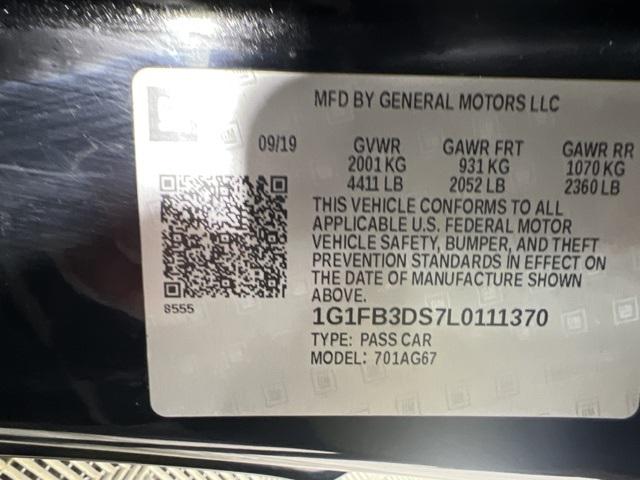 MFD BY GENERAL MOTORS LLC
09/19 GVWR GAWR FRT GAWR RR
2001 KG 931 KG 1070 KG
4411 LB 2052 LB 2360 LB
THIS VEHICLE CONFORMS TO ALL
APPLICABLE U.S. FEDERAL MOTOR
VEHICLE SAFETY, BUMPER, AND THEFT
PREVENTION STANDARDS IN EFFECT ON
THE DATE OF MANUFACTURE SHOWN
ABOVE.
8555
1G1FB3DS7L0111370
TYPE: PASS CAR
MODEL: 701AG67